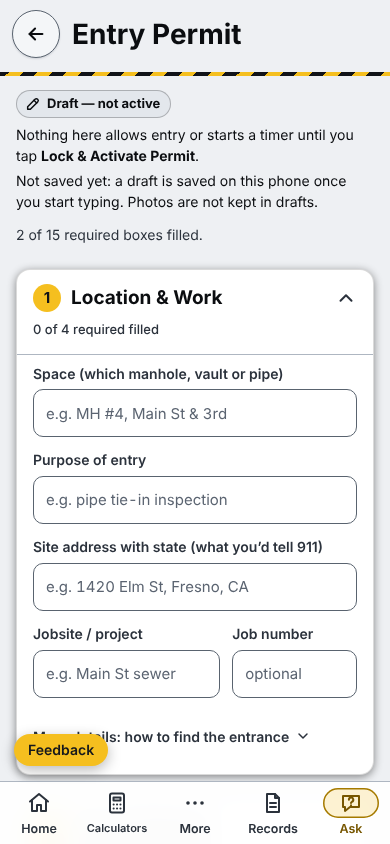 Entry Permit
Draft — not active
Nothing here allows entry or starts a timer until you
tap Lock & Activate Permit.
Not saved yet: a draft is saved on this phone once
you start typing. Photos are not kept in drafts.
2 of 15 required boxes filled.
1 Location & Work
0 of 4 required filled
Space (which manhole, vault or pipe)
e.g. MH #4, Main St & 3rd
Purpose of entry
e.g. pipe tie-in inspection
Site address with state (what you’d tell 911)
e.g. 1420 Elm St, Fresno, CA
Jobsite / project
Job number
e.g. Main St sewer
optional
how to find the entrance
Feedback
Home
Calculators
More
Records
Ask